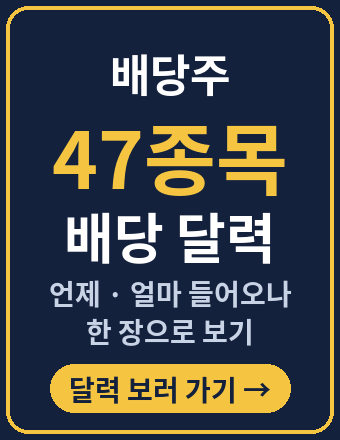 배당주
47종목
배당 달력
언제 · 얼마 들어오나
한 장으로 보기
달력 보러 가기 →